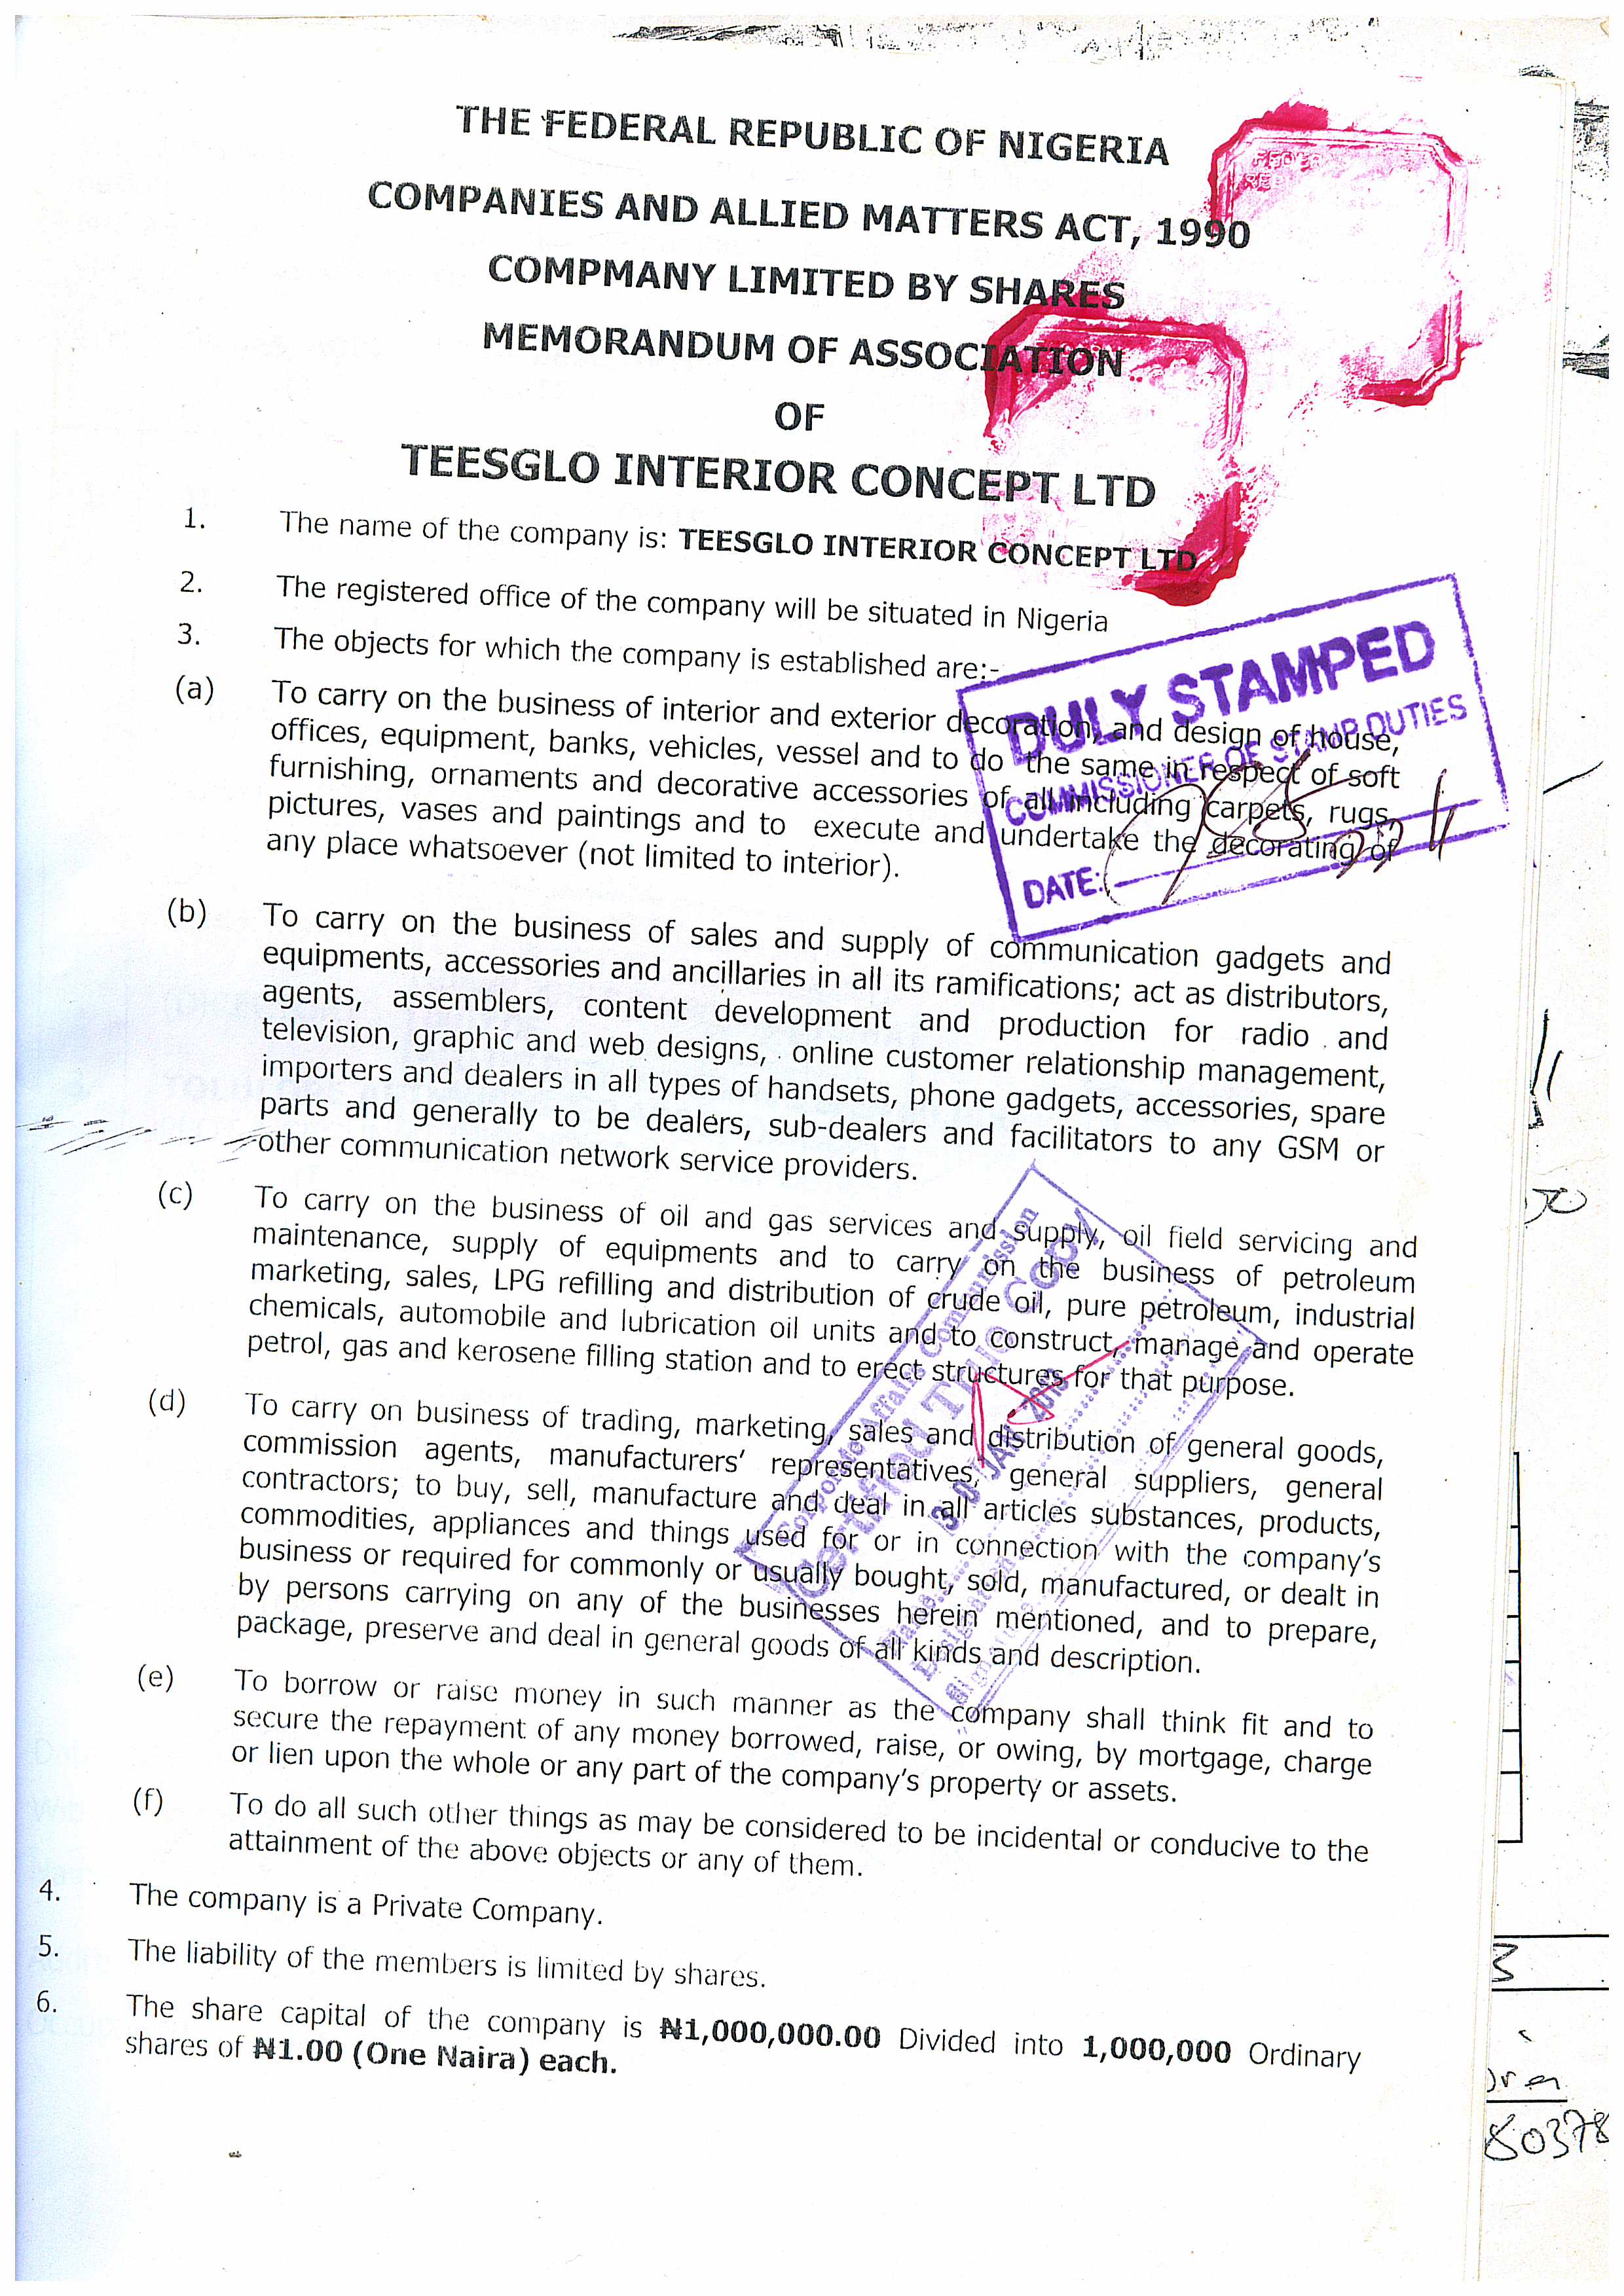 THE FEDERAL REPUBLIC OF NIGERIA
COMPANIES AND ALLIED MATTERS ACT, 1990
COMPMANY LIMITED BY SHARES
MEMORANDUM OF ASSOCIATION
OF
TEESGLO INTERIOR CONCEPT LTD
1. The name of the company is: TEESGLO INTERIOR CONCEPT LTD
2. The registered office of the company will be situated in Nigeria
3. The objects for which the company is established are:-
DULY STAMPED
COMMISSIONER OF STAMP DUTIES
DATE:
(a) To carry on the business of interior and exterior decoration, and design of house,
offices, equipment, banks, vehicles, vessel and to do the same in respect of soft
furnishing, ornaments and decorative accessories of all including carpets, rugs,
pictures, vases and paintings and to execute and undertake the decorating of
any place whatsoever (not limited to interior).
(b) To carry on the business of sales and supply of communication gadgets and
equipments, accessories and ancillaries in all its ramifications; act as distributors,
agents, assemblers, content development and production for radio and
television, graphic and web designs, online customer relationship management,
importers and dealers in all types of handsets, phone gadgets, accessories, spare
parts and generally to be dealers, sub-dealers and facilitators to any GSM or
other communication network service providers.
(c) To carry on the business of oil and gas services and supply, oil field servicing and
maintenance, supply of equipments and to carry on the business of petroleum
marketing, sales, LPG refilling and distribution of crude oil, pure petroleum, industrial
chemicals, automobile and lubrication oil units and to construct, manage and operate
petrol, gas and kerosene filling station and to erect structures for that purpose.
Corporate Affairs Commission
Certified True Copy
30 JAN 2013
Name
Designation
Signature
(d) To carry on business of trading, marketing, sales and distribution of general goods,
commission agents, manufacturers' representatives, general suppliers, general
contractors; to buy, sell, manufacture and deal in all articles substances, products,
commodities, appliances and things used for or in connection with the company's
business or required for commonly or usually bought, sold, manufactured, or dealt in
by persons carrying on any of the businesses herein mentioned, and to prepare,
package, preserve and deal in general goods of all kinds and description.
(e) To borrow or raise money in such manner as the company shall think fit and to
secure the repayment of any money borrowed, raise, or owing, by mortgage, charge
or lien upon the whole or any part of the company's property or assets.
(f) To do all such other things as may be considered to be incidental or conducive to the
attainment of the above objects or any of them.
4. The company is a Private Company.
5. The liability of the members is limited by shares.
6. The share capital of the company is ₦1,000,000.00 Divided into 1,000,000 Ordinary
shares of ₦1.00 (One Naira) each.
3
80378